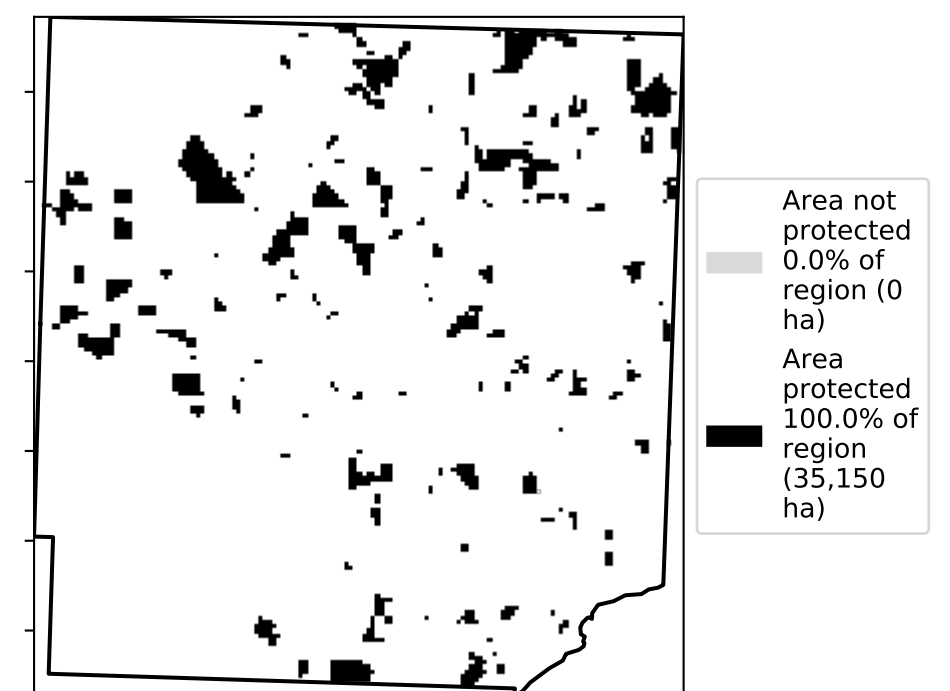 Area not
protected
0.0% of
region (0
ha)
Area
protected
100.0% of
region
(35,150
ha)